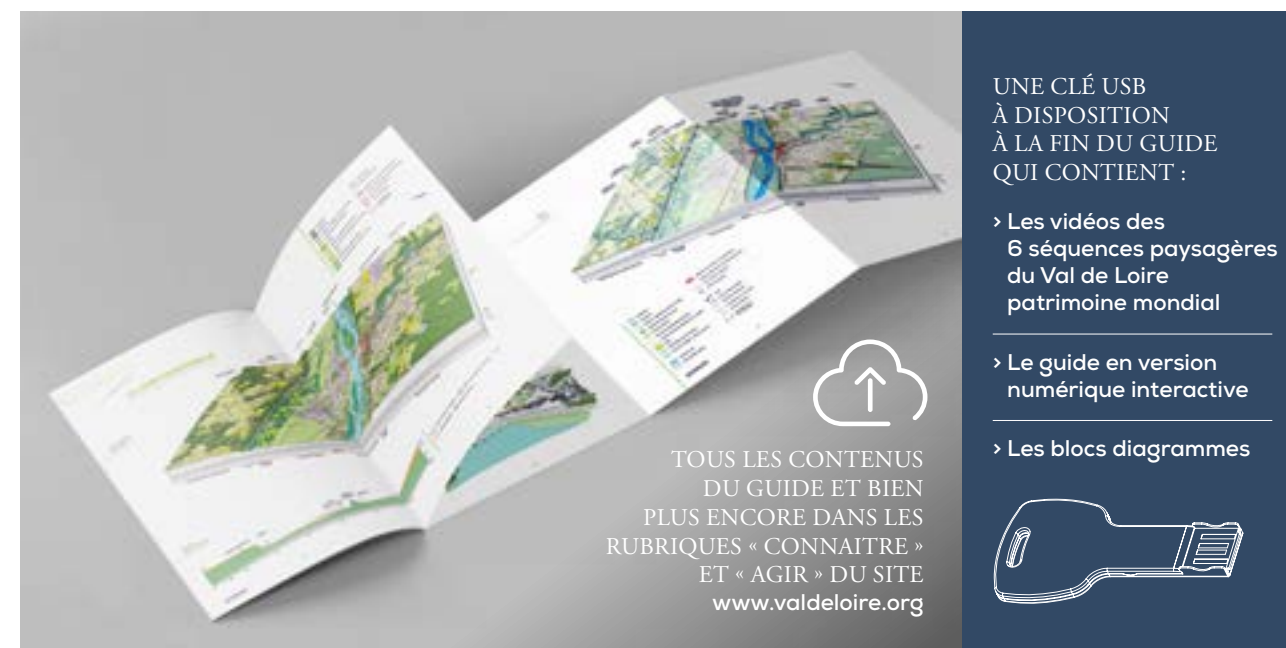 TOUS LES CONTENUS
DU GUIDE ET BIEN
PLUS ENCORE DANS LES
RUBRIQUES « CONNAITRE »
ET « AGIR » DU SITE
www.valdeloire.org
UNE CLÉ USB
À DISPOSITION
À LA FIN DU GUIDE
QUI CONTIENT :
> Les vidéos des
6 séquences paysagères
du Val de Loire
patrimoine mondial
> Le guide en version
numérique interactive
> Les blocs diagrammes